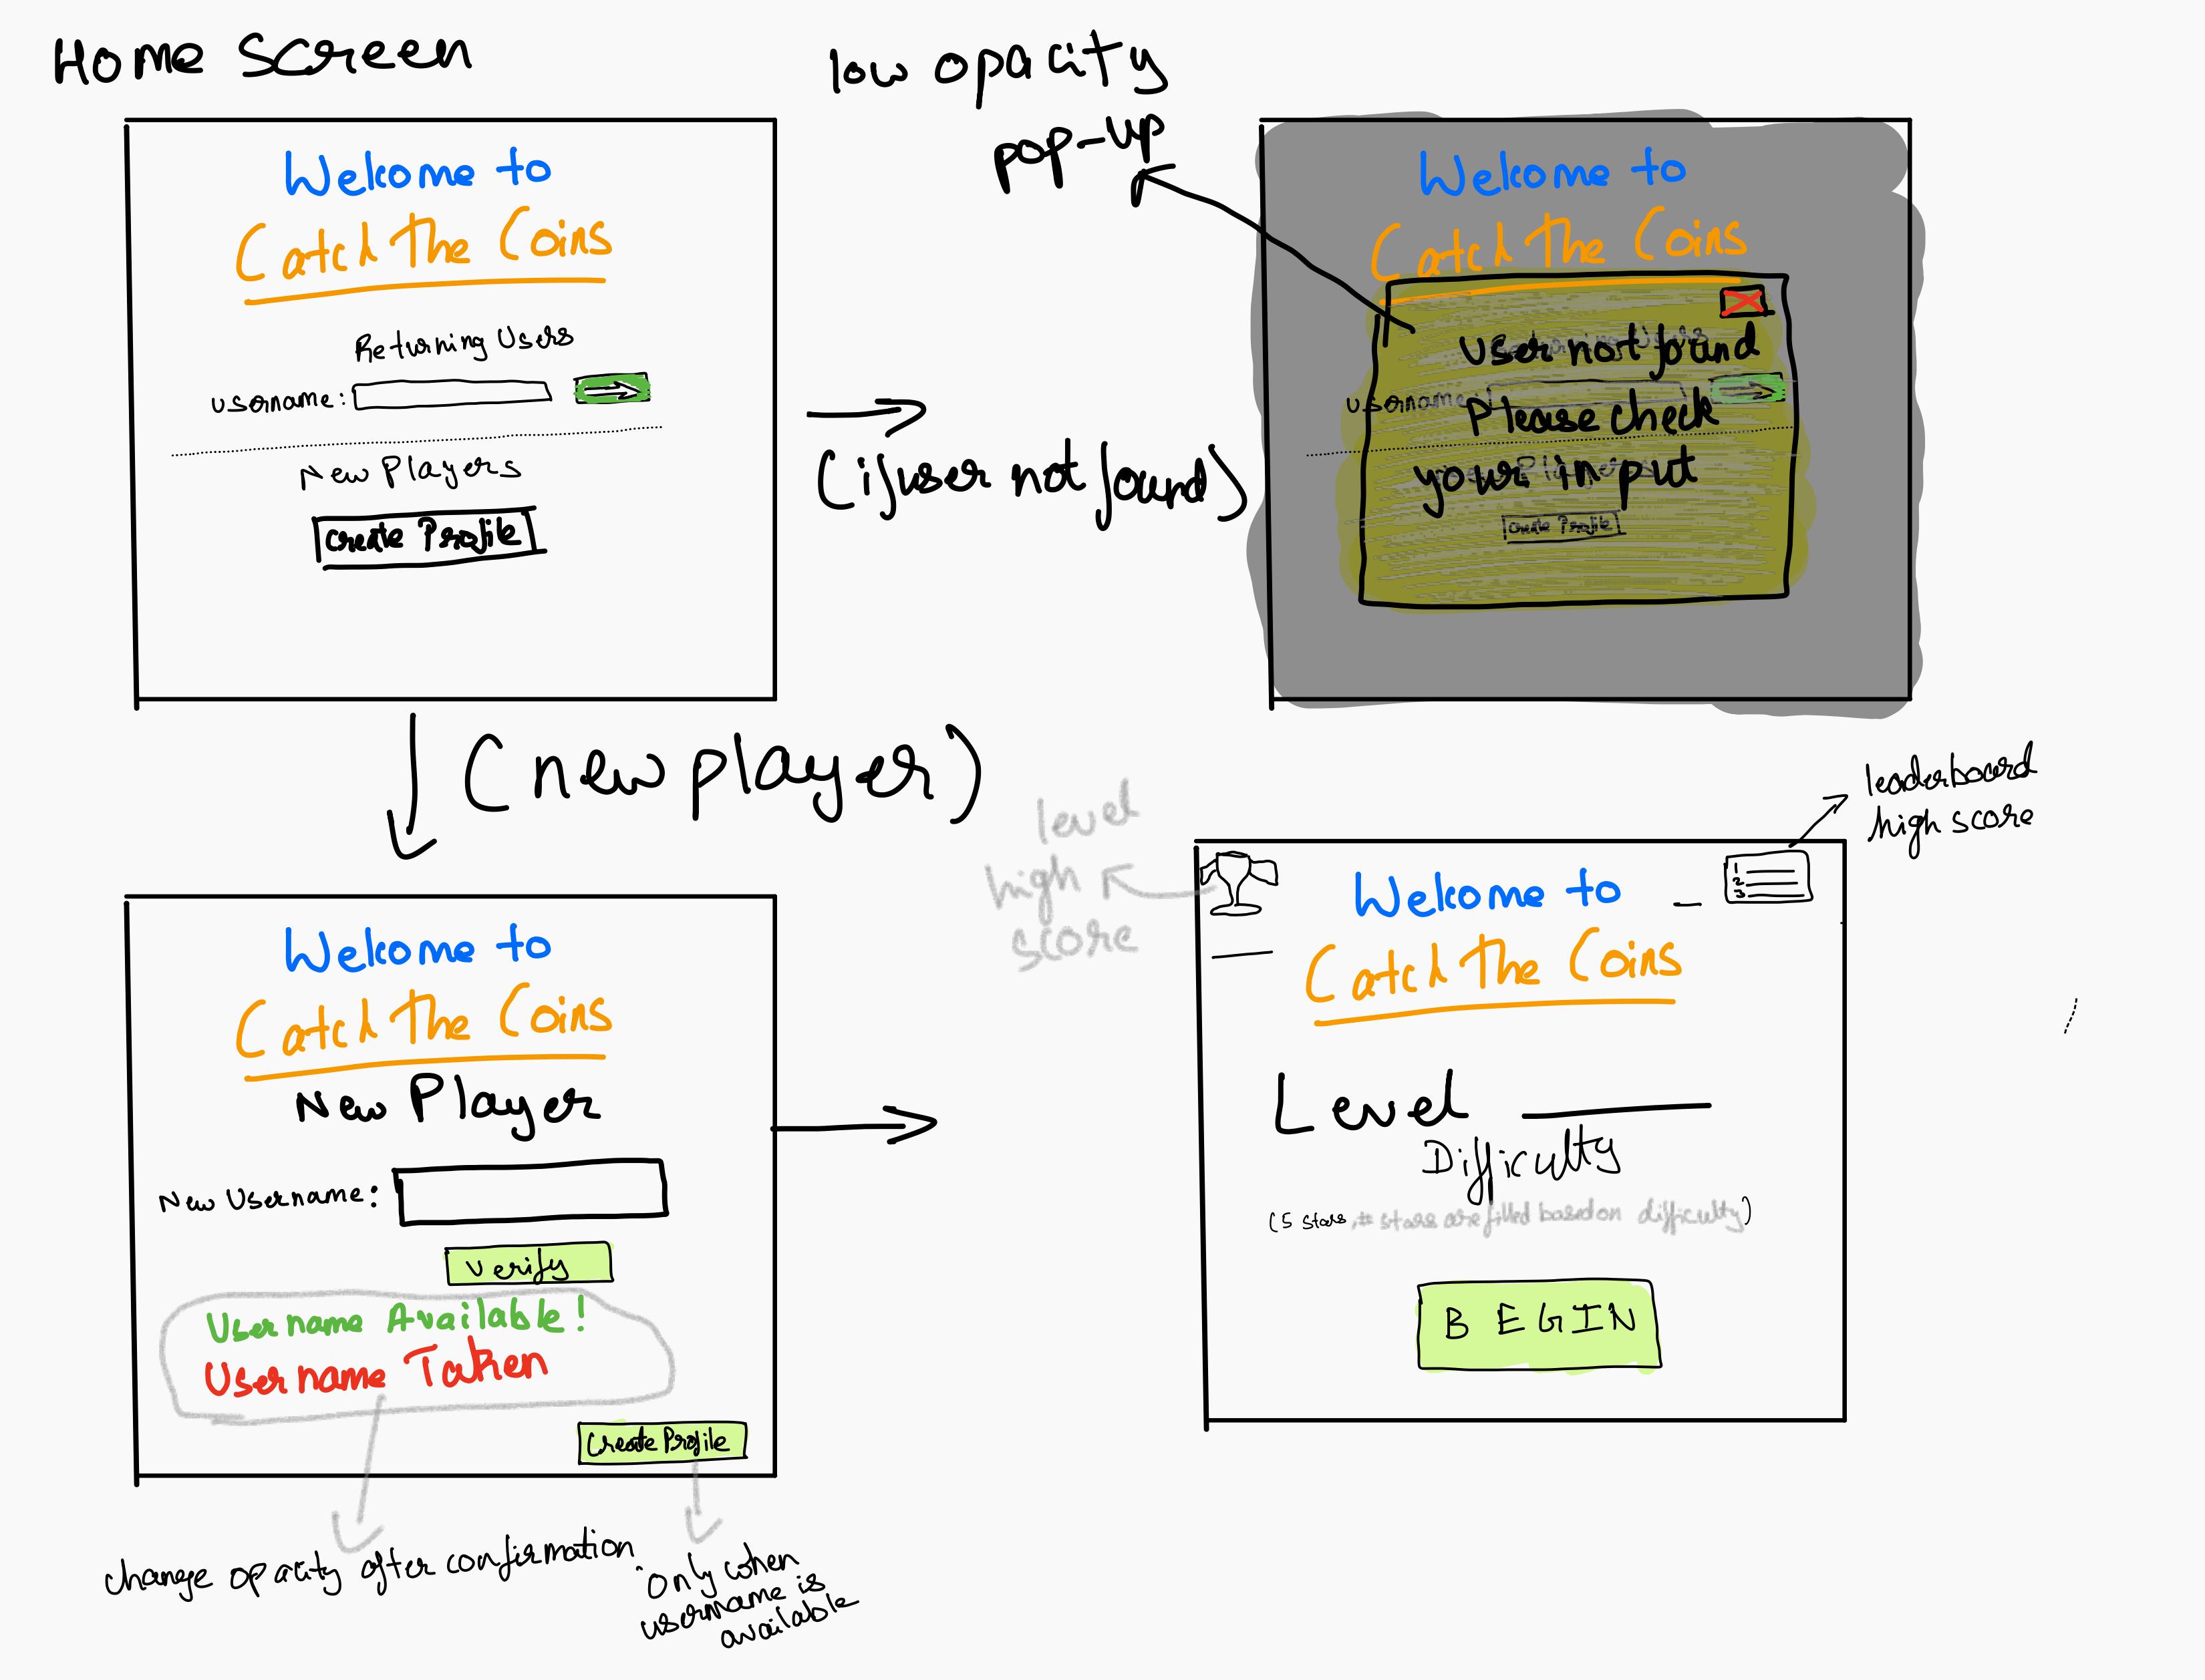 Home Screen
Welcome to
Catch The Coins
Returning Users
username:
New Players
Create Profile
(if user not found)
low opacity
pop-up
Welcome to
Catch The Coins
User not found
username:
Please check
your input
Create Profile
(new player)
Welcome to
Catch The Coins
New Player
New Username:
Verify
Username Available!
Username Taken
Create Profile
change opacity after confirmation
only when
username is
available
level
high
score
leaderboard
high score
1
2
3
Welcome to
Catch The Coins
Level
Difficulty
(5 stars, # stars are filled based on difficulty)
BEGIN